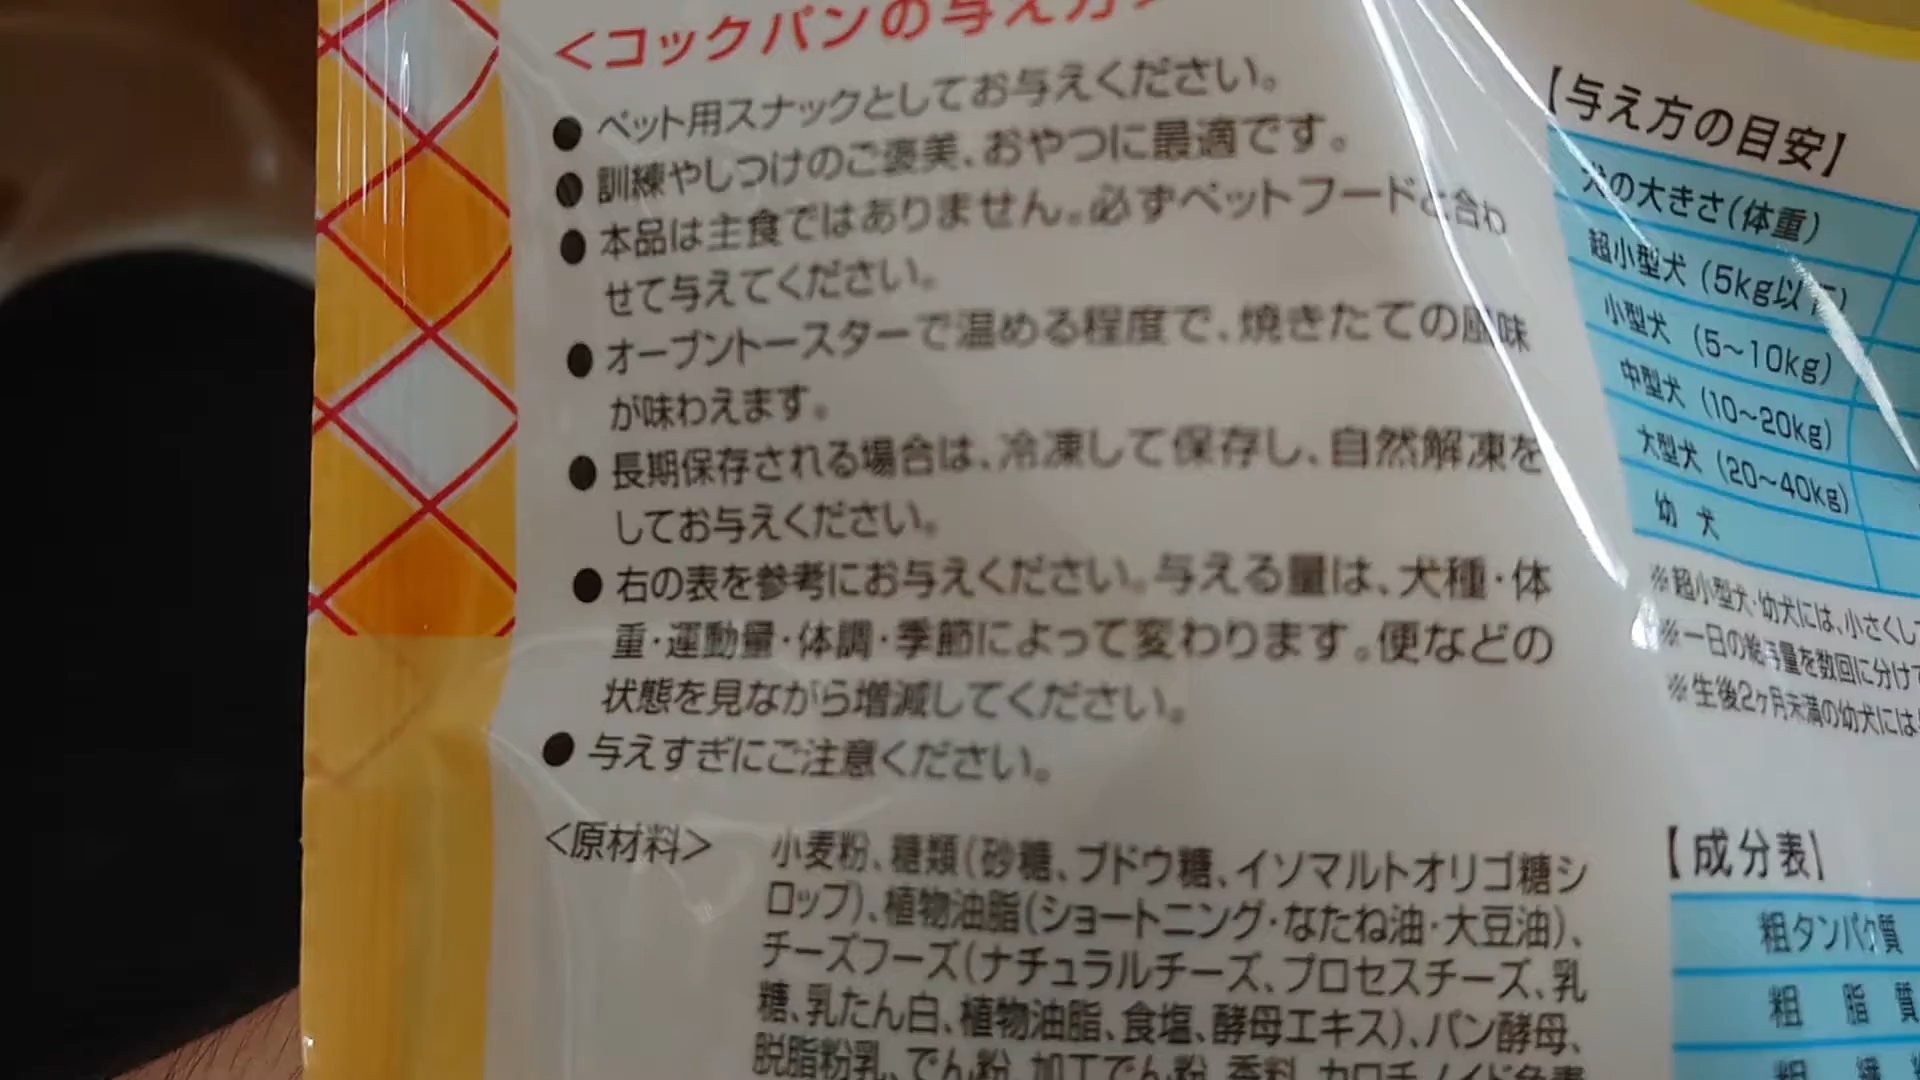 <コックパンの与え方>
●ペット用スナックとしてお与えください。
●訓練やしつけのご褒美、おやつに最適です。
●本品は主食ではありません。必ずペットフードと合わ
せて与えてください。
●オーブントースターで温める程度で、焼きたての風味
が味わえます。
●長期保存される場合は、冷凍して保存し、自然解凍を
してお与えください。
●右の表を参考にお与えください。与える量は、犬種・体
重・運動量・体調・季節によって変わります。便などの
状態を見ながら増減してください。
●与えすぎにご注意ください。
<原材料> 小麦粉、糖類(砂糖、ブドウ糖、イソマルトオリゴ糖シ
ロップ)、植物油脂(ショートニング・なたね油・大豆油)、
チーズフーズ(ナチュラルチーズ、プロセスチーズ、乳
糖、乳たん白、植物油脂、食塩、酵母エキス)、パン酵母、
脱脂粉乳、でん粉、加工でん粉、香料、カロチノイド色素
【与え方の目安】
犬の大きさ(体重)
超小型犬 (5kg以下)
小型犬 (5~10kg)
中型犬 (10~20kg)
大型犬 (20~40kg)
幼 犬
※超小型犬・幼犬には、小さくし
※一日の給与量を数回に分け
※生後2ヶ月未満の幼犬には
【成分表】
粗タンパク質
粗 脂 質
粗 繊